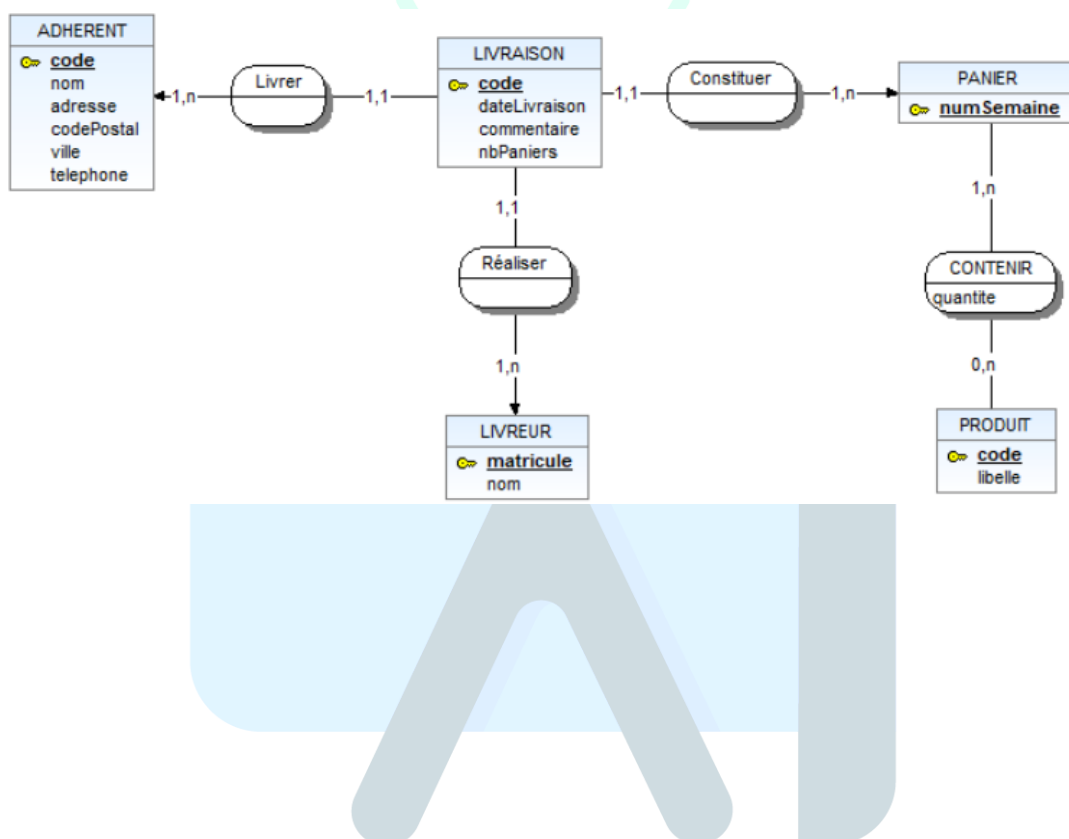 ADHERENT
code
nom
adresse
codePostal
ville
telephone
1,n
Livrer
1,1
LIVRAISON
code
dateLivraison
commentaire
nbPaniers
1,1
Constituer
1,n
PANIER
numSemaine
1,1
Réaliser
1,n
LIVREUR
matricule
nom
1,n
CONTENIR
quantite
0,n
PRODUIT
code
libelle